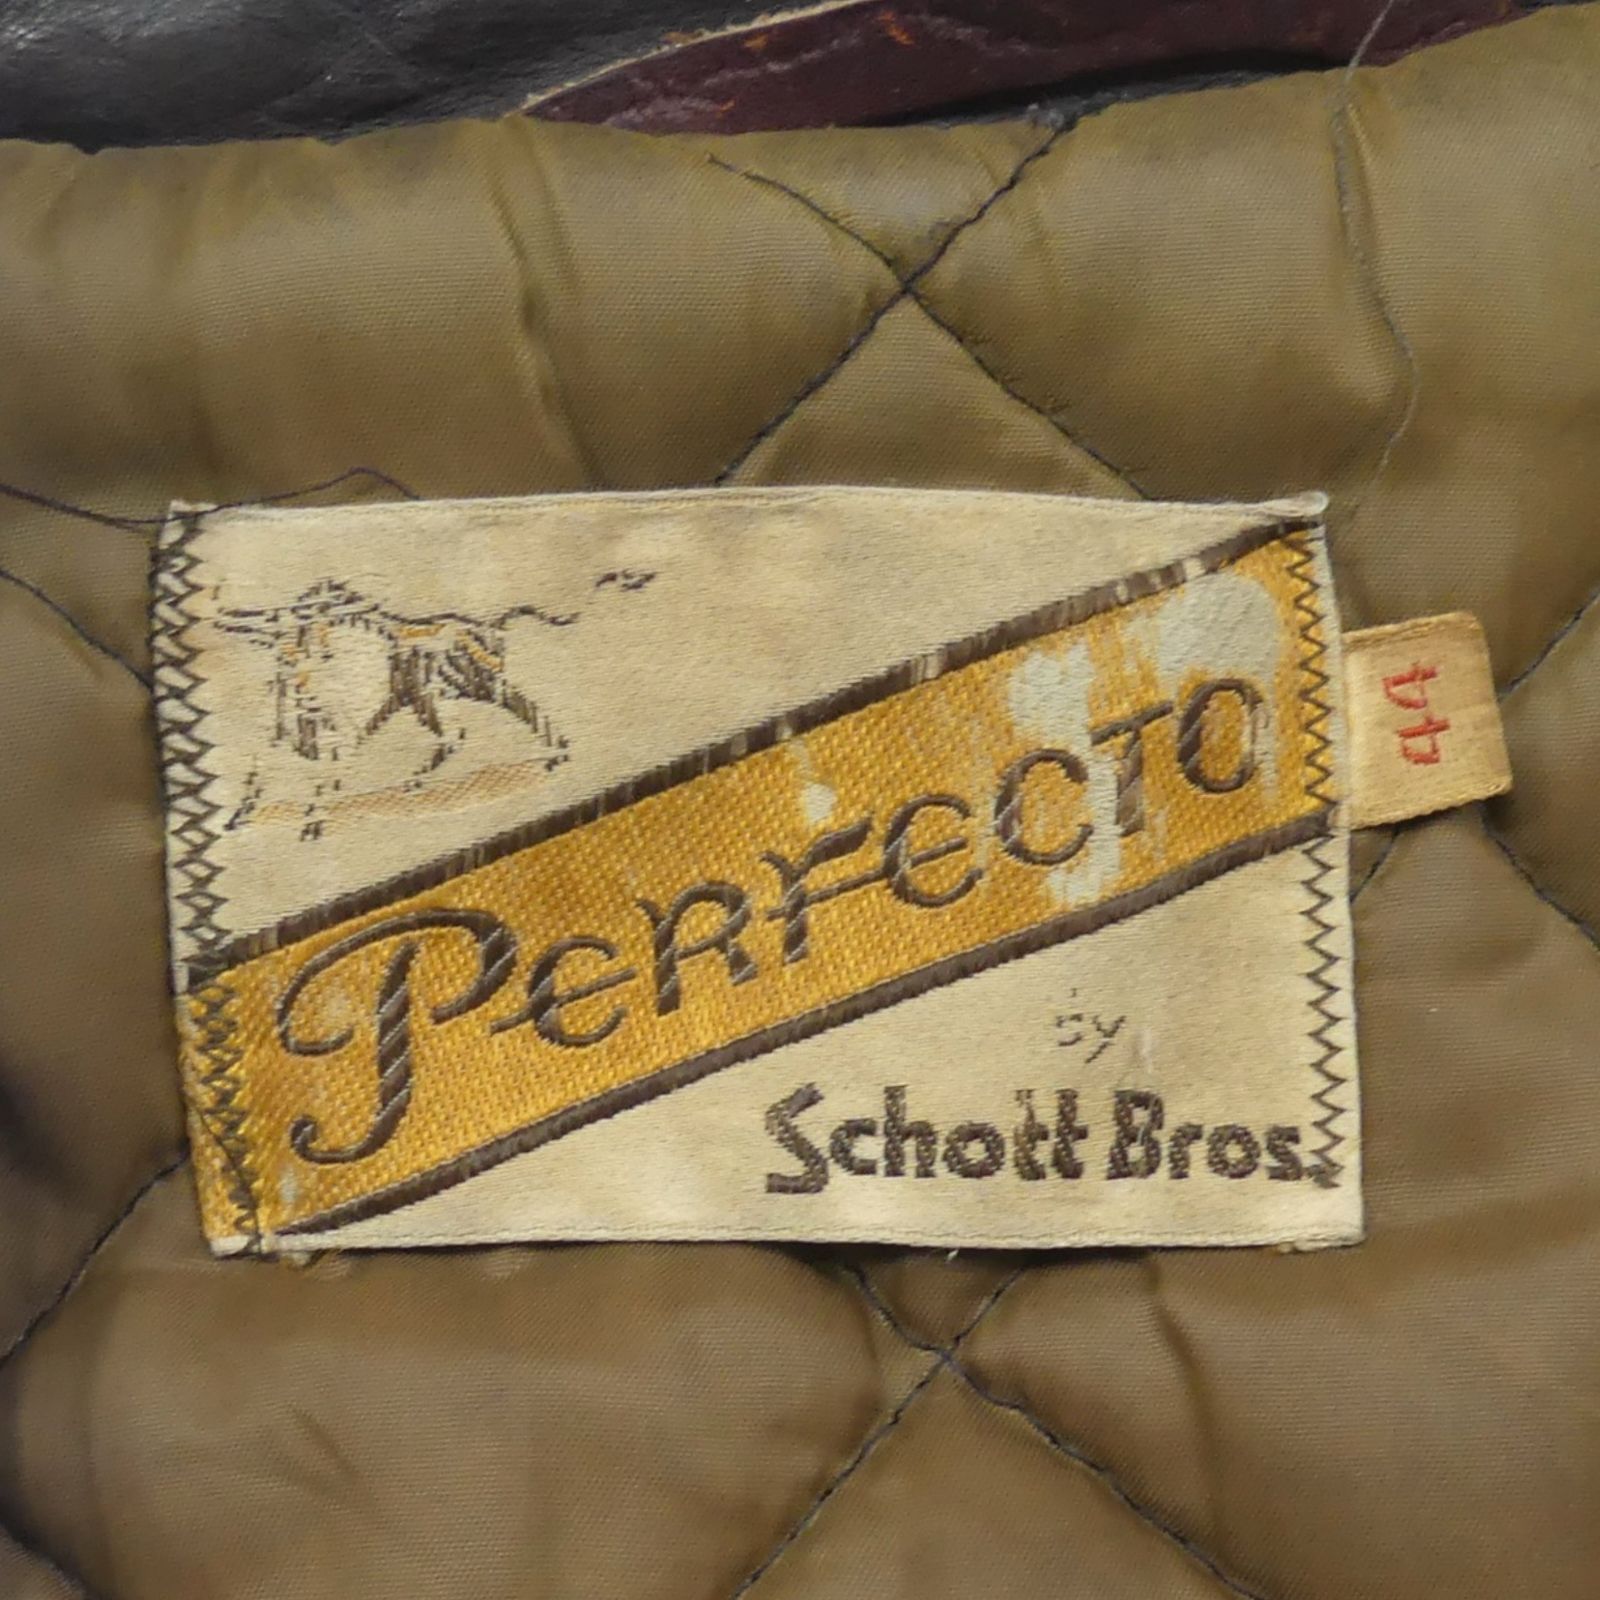 Perfecto
44
by
Schott Bros.